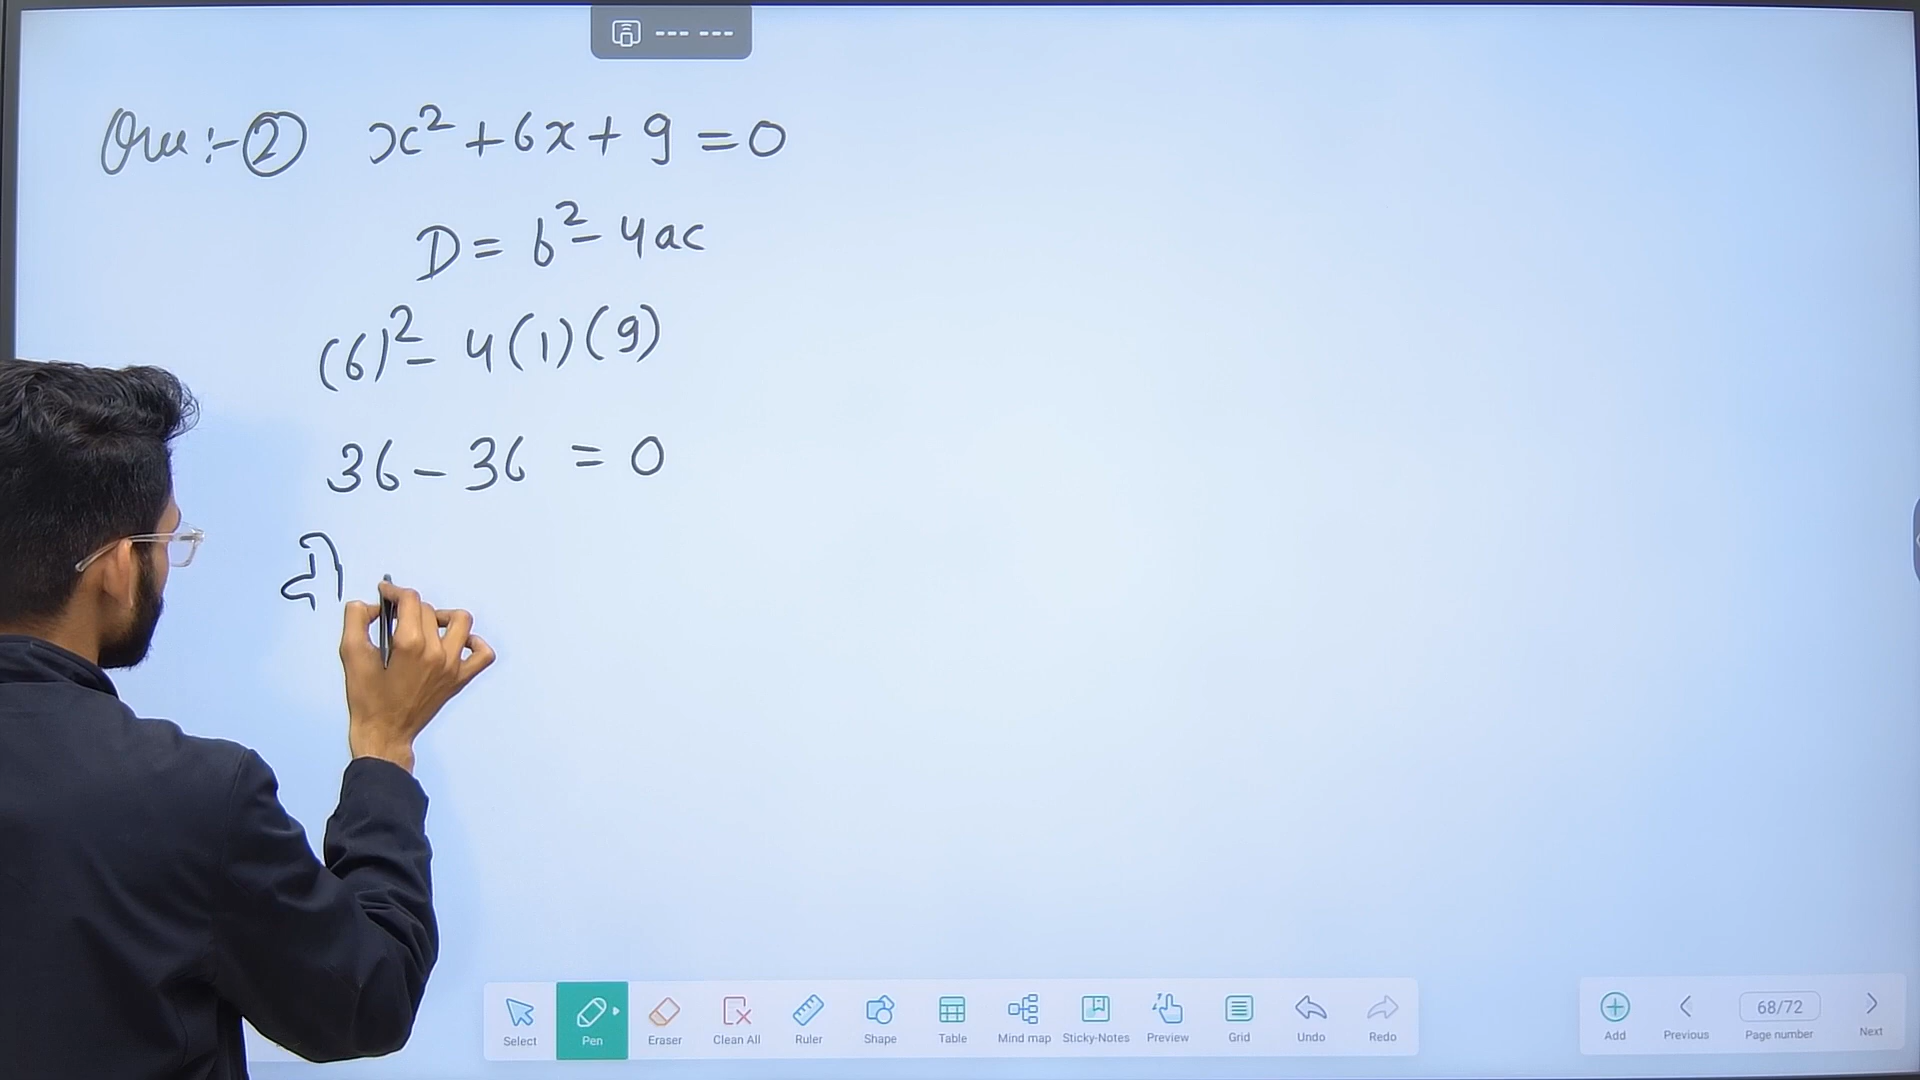 Que :- ② x² + 6x + 9 = 0
D = b² - 4ac
(6)² - 4(1)(9)
36 - 36 = 0
Select Pen Eraser Clean All Ruler Shape Table Mind map Sticky-Notes Preview Grid Undo Redo
Add Previous 68/72 Page number Next